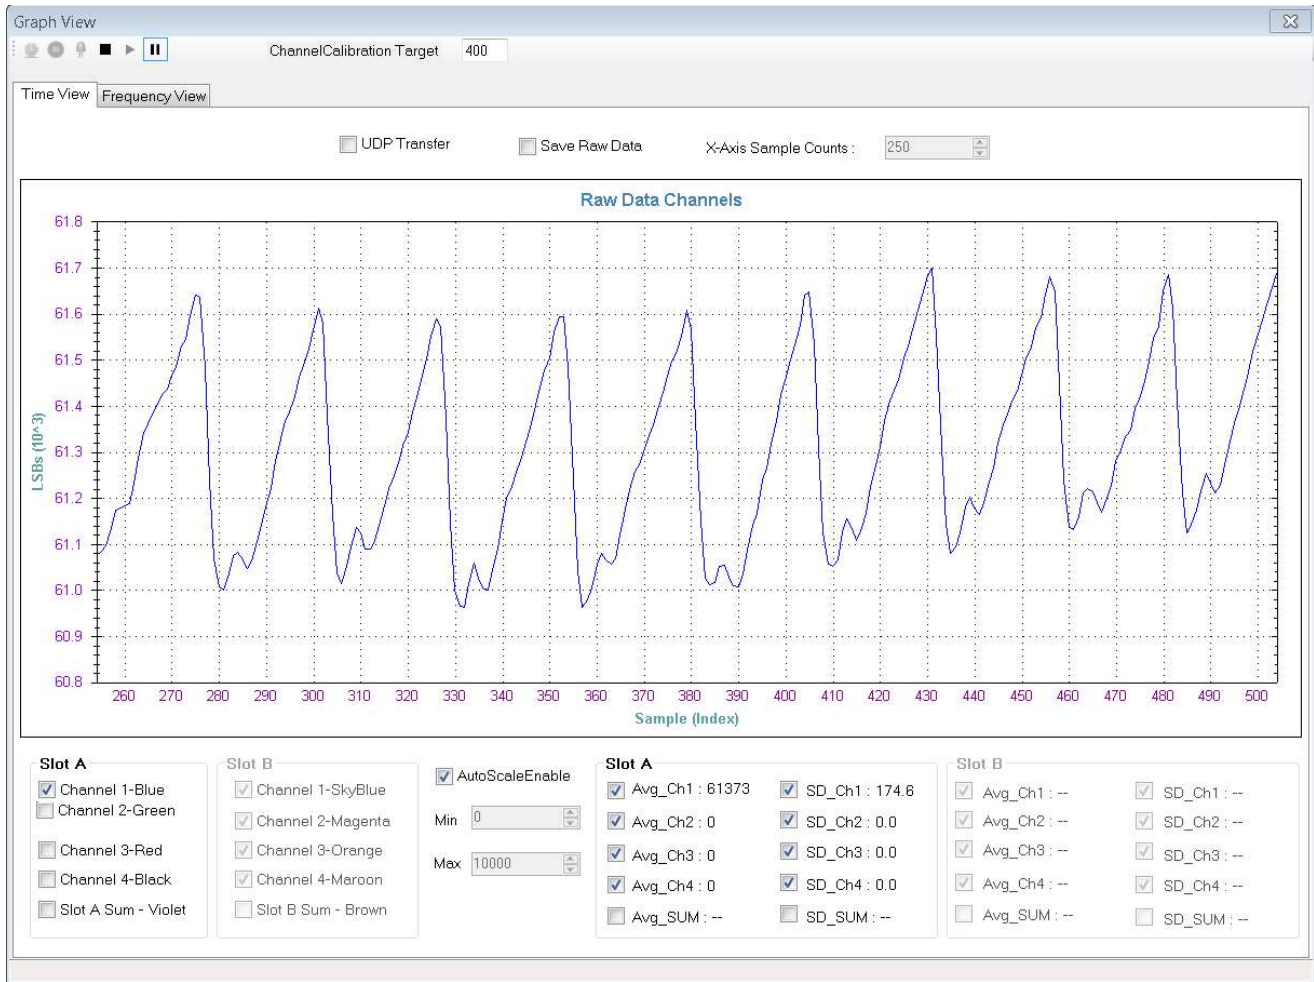 Graph View
ChannelCalibration Target 400
Time View Frequency View
UDP Transfer Save Raw Data X-Axis Sample Counts : 250
Raw Data Channels
61.8
61.7
61.6
61.5
61.4
61.3
61.2
61.1
61.0
60.9
60.8
LSBs (10^3)
260 270 280 290 300 310 320 330 340 350 360 370 380 390 400 410 420 430 440 450 460 470 480 490 500
Sample (Index)
Slot A
Channel 1-Blue
Channel 2-Green
Channel 3-Red
Channel 4-Black
Slot A Sum - Violet
Slot B
Channel 1-SkyBlue
Channel 2-Magenta
Channel 3-Orange
Channel 4-Maroon
Slot B Sum - Brown
AutoScaleEnable
Min 0
Max 10000
Slot A
Avg_Ch1 : 61373 SD_Ch1 : 174.6
Avg_Ch2 : 0 SD_Ch2 : 0.0
Avg_Ch3 : 0 SD_Ch3 : 0.0
Avg_Ch4 : 0 SD_Ch4 : 0.0
Avg_SUM : -- SD_SUM : --
Slot B
Avg_Ch1 : -- SD_Ch1 : --
Avg_Ch2 : -- SD_Ch2 : --
Avg_Ch3 : -- SD_Ch3 : --
Avg_Ch4 : -- SD_Ch4 : --
Avg_SUM : -- SD_SUM : --